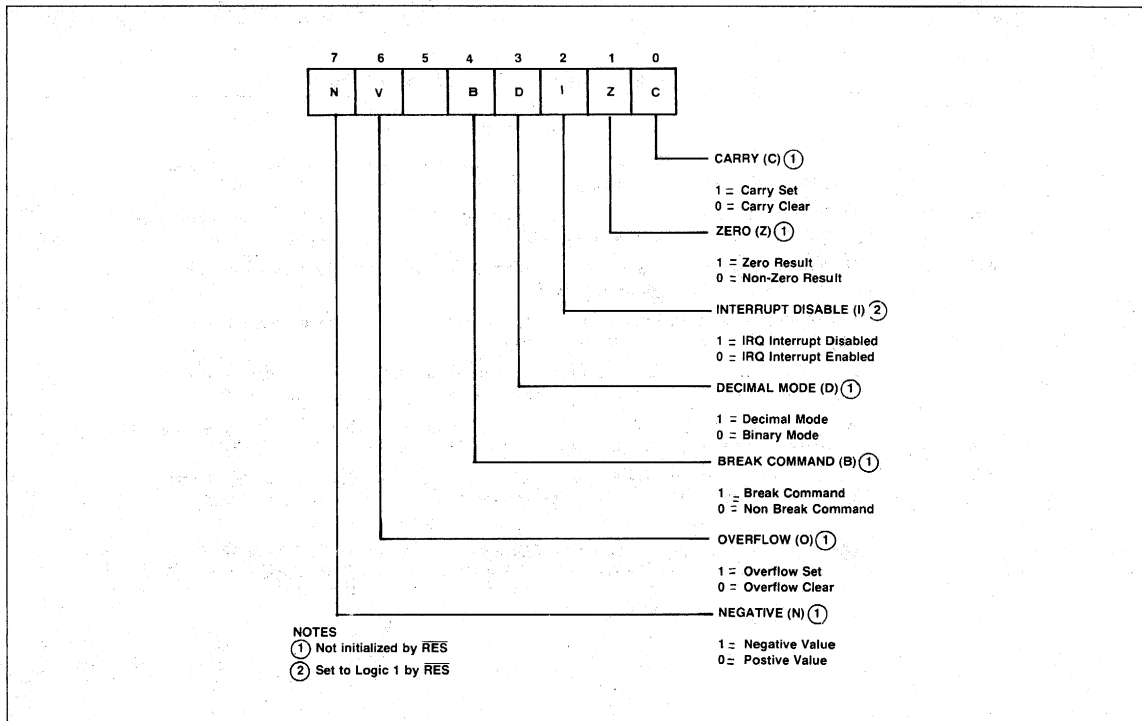 7 6 5 4 3 2 1 0
N V B D I Z C
CARRY (C) ①
1 = Carry Set
0 = Carry Clear
ZERO (Z) ①
1 = Zero Result
0 = Non-Zero Result
INTERRUPT DISABLE (I) ②
1 = IRQ Interrupt Disabled
0 = IRQ Interrupt Enabled
DECIMAL MODE (D) ①
1 = Decimal Mode
0 = Binary Mode
BREAK COMMAND (B) ①
1 = Break Command
0 = Non Break Command
OVERFLOW (O) ①
1 = Overflow Set
0 = Overflow Clear
NEGATIVE (N) ①
1 = Negative Value
0 = Postive Value
NOTES
① Not initialized by R̅E̅S̅
② Set to Logic 1 by R̅E̅S̅